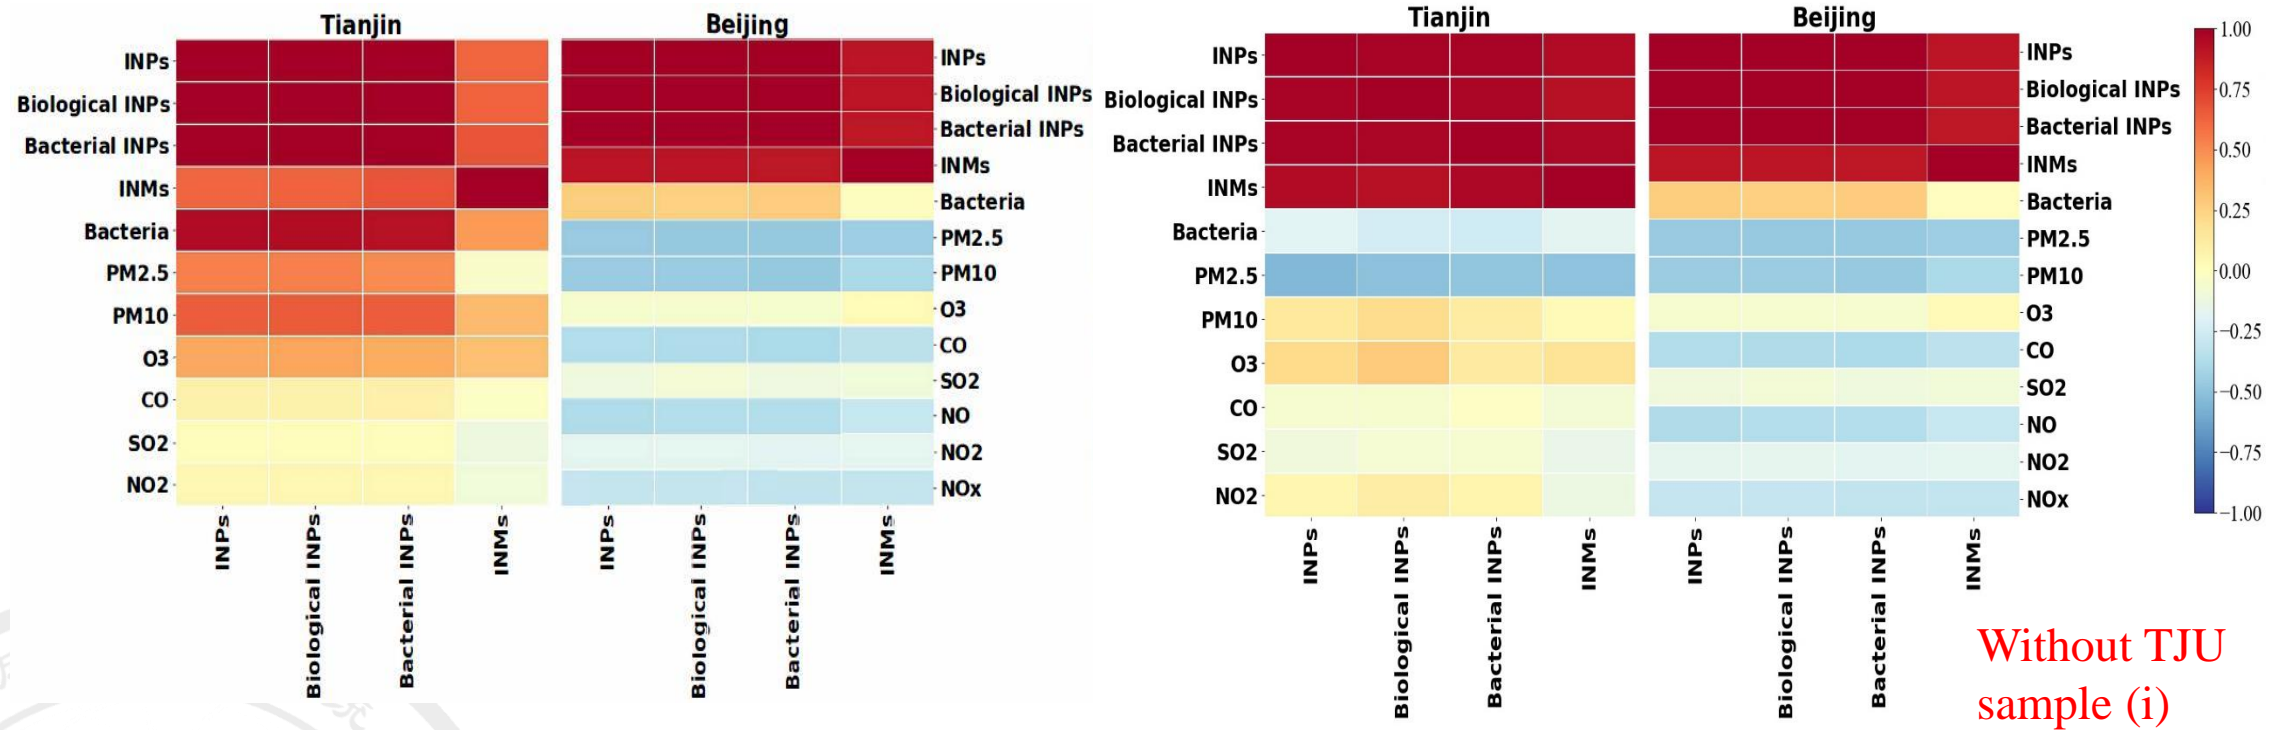 Tianjin
Beijing
INPs
Biological INPs
Bacterial INPs
INMs
Bacteria
PM2.5
PM10
O3
CO
SO2
NO2
INPs
Biological INPs
Bacterial INPs
INMs
Bacteria
PM2.5
PM10
O3
CO
SO2
NO
NO2
NOx
INPs
Biological INPs
Bacterial INPs
INMs
INPs
Biological INPs
Bacterial INPs
INMs
Tianjin
Beijing
INPs
Biological INPs
Bacterial INPs
INMs
Bacteria
PM2.5
PM10
O3
CO
SO2
NO2
INPs
Biological INPs
Bacterial INPs
INMs
Bacteria
PM2.5
PM10
O3
CO
SO2
NO
NO2
NOx
INPs
Biological INPs
Bacterial INPs
INMs
INPs
Biological INPs
Bacterial INPs
INMs
1.00
0.75
0.50
0.25
0.00
−0.25
−0.50
−0.75
−1.00
Without TJU
sample (i)